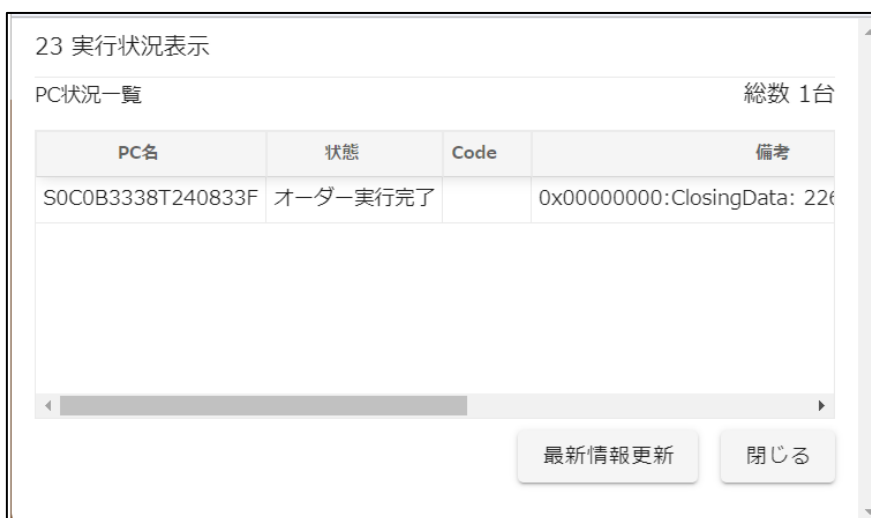 23 実行状況表示
PC状況一覧 総数 1台
PC名 状態 Code 備考
S0C0B3338T240833F オーダー実行完了 0x00000000:ClosingData: 226
最新情報更新 閉じる